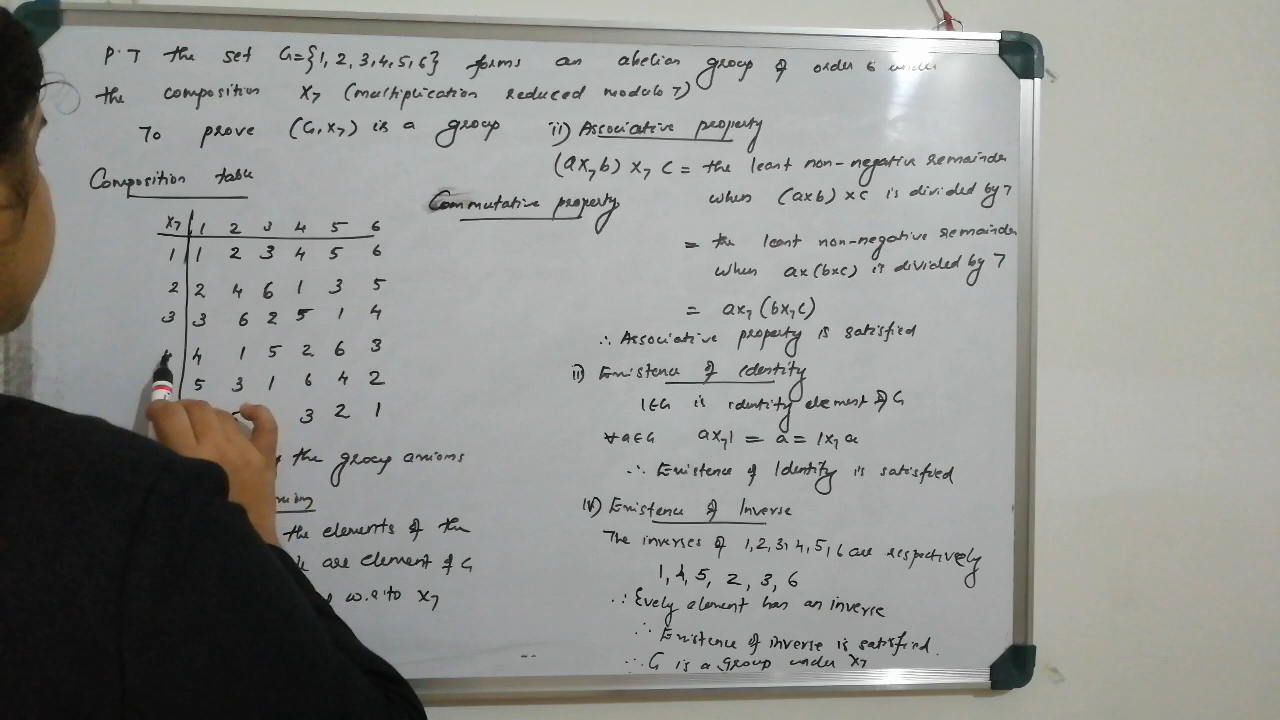 P.T the set G={1, 2, 3, 4, 5, 6} forms an abelian group of order 6 under
the composition X7 (multiplication reduced modulo 7)
To prove (G, X7) is a group
Composition table
X7 1 2 3 4 5 6
1 1 2 3 4 5 6
2 2 4 6 1 3 5
3 3 6 2 5 1 4
4 1 5 2 6 3
5 3 1 6 4 2
3 2 1
the group axioms
the elements of the
are element of G
w.r.to X7
Commutative property
ii) Associative property
(a X7 b) X7 c = the least non-negative remainder
when (axb) xc is divided by 7
= the least non-negative remainder
when ax(bxc) is divided by 7
= a X7 (b X7 c)
∴ Associative property is satisfied
ii) Existence of identity
1∈G is identity element of G
∀ a∈G a X7 1 = a = 1 X7 a
∴ Existence of Identity is satisfied
iv) Existence of Inverse
The inverses of 1, 2, 3, 4, 5, 6 are respectively
1, 4, 5, 2, 3, 6
∴ Every element has an inverse
∴ Existence of inverse is satisfied.
∴ G is a group under X7